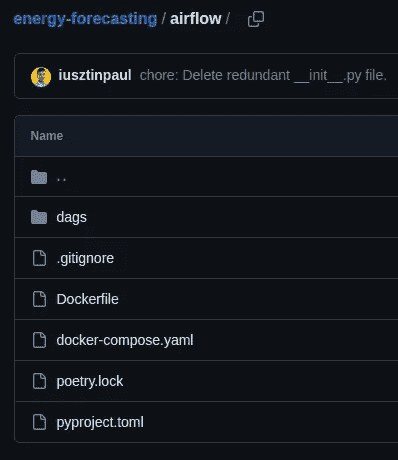 energy-forecasting / airflow /
iusztinpaul chore: Delete redundant __init__.py file.
Name
..
dags
.gitignore
Dockerfile
docker-compose.yaml
poetry.lock
pyproject.toml